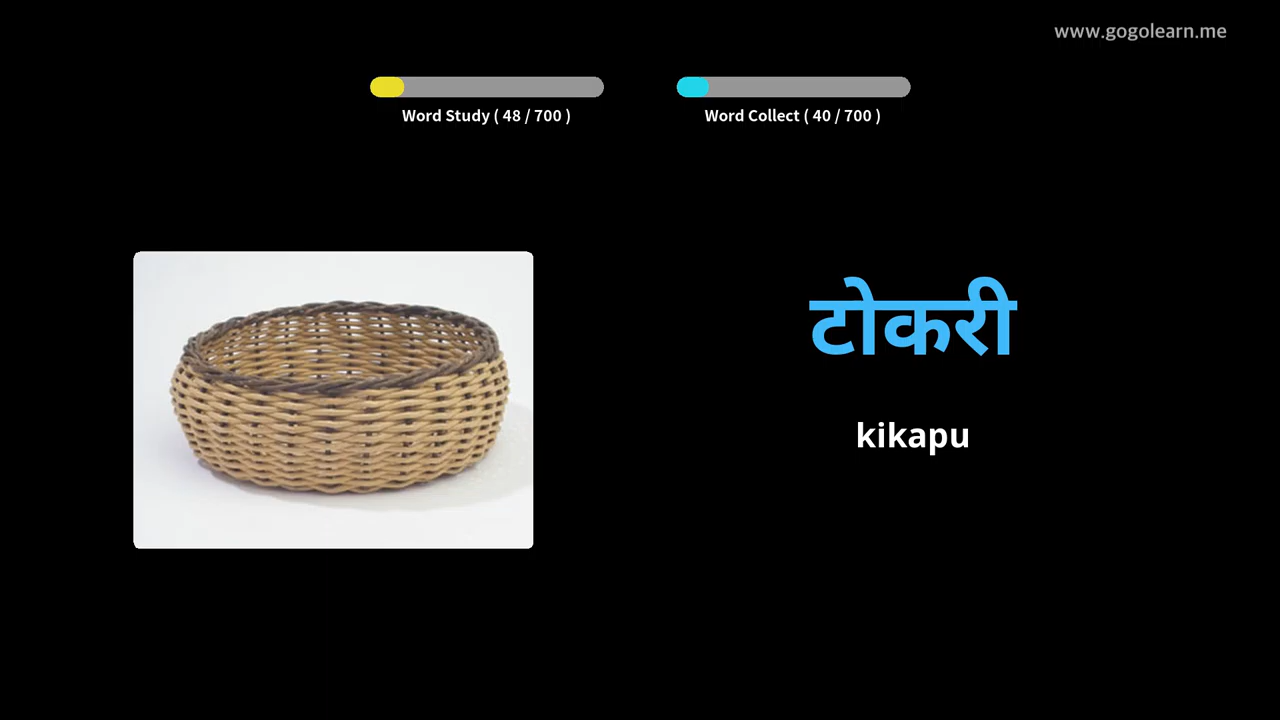 www.gogolearn.me
Word Study ( 48 / 700 )
Word Collect ( 40 / 700 )
टोकरी
kikapu